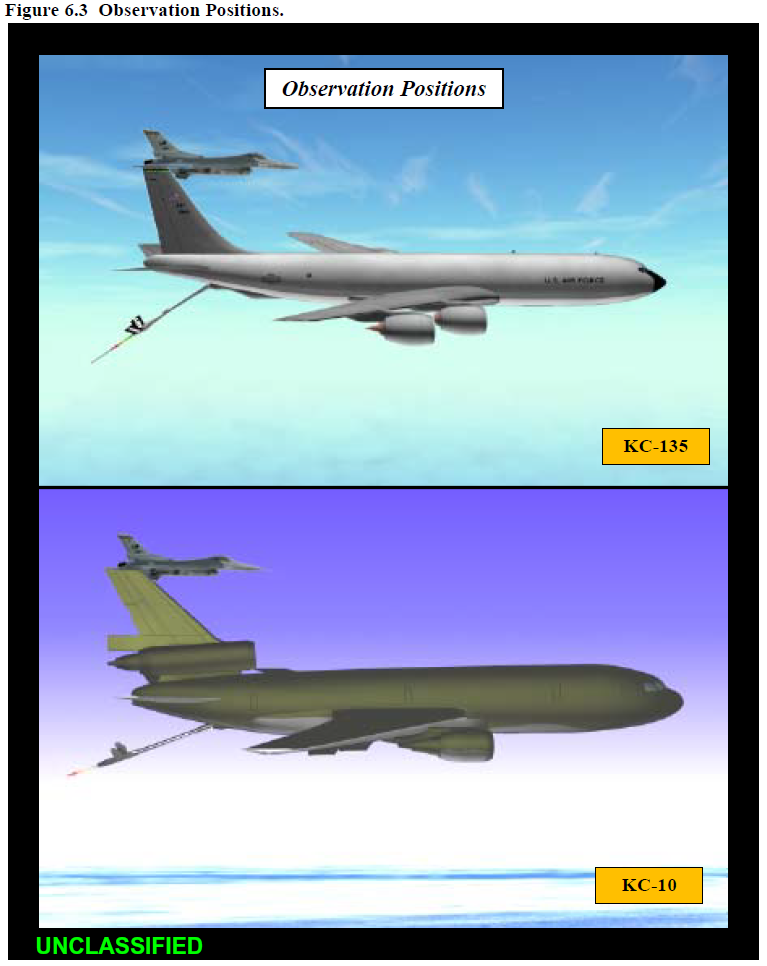 Figure 6.3  Observation Positions.
Observation Positions
U.S. AIR FORCE
KC-135
KC-10
UNCLASSIFIED